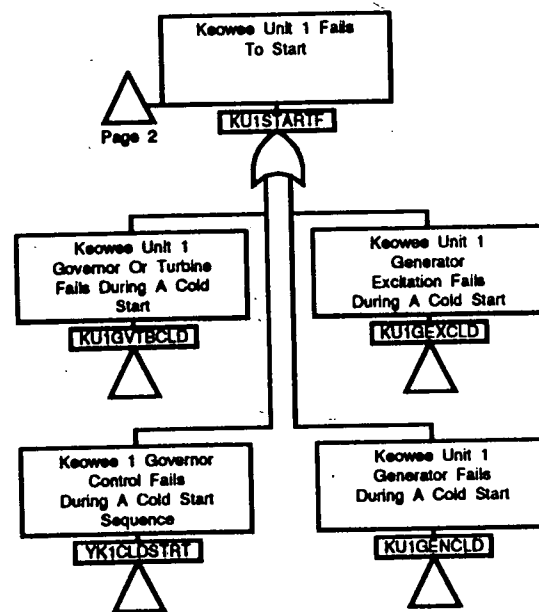 Keowee Unit 1 Fails
To Start
Page 2
KU1STARTF
Keowee Unit 1
Governor Or Turbine
Fails During A Cold
Start
KU1GVTBCLD
Keowee Unit 1
Generator
Excitation Fails
During A Cold Start
KU1GEXCLD
Keowee 1 Governor
Control Fails
During A Cold Start
Sequence
YK1CLDSTRT
Keowee Unit 1
Generator Fails
During A Cold Start
KU1GENCLD